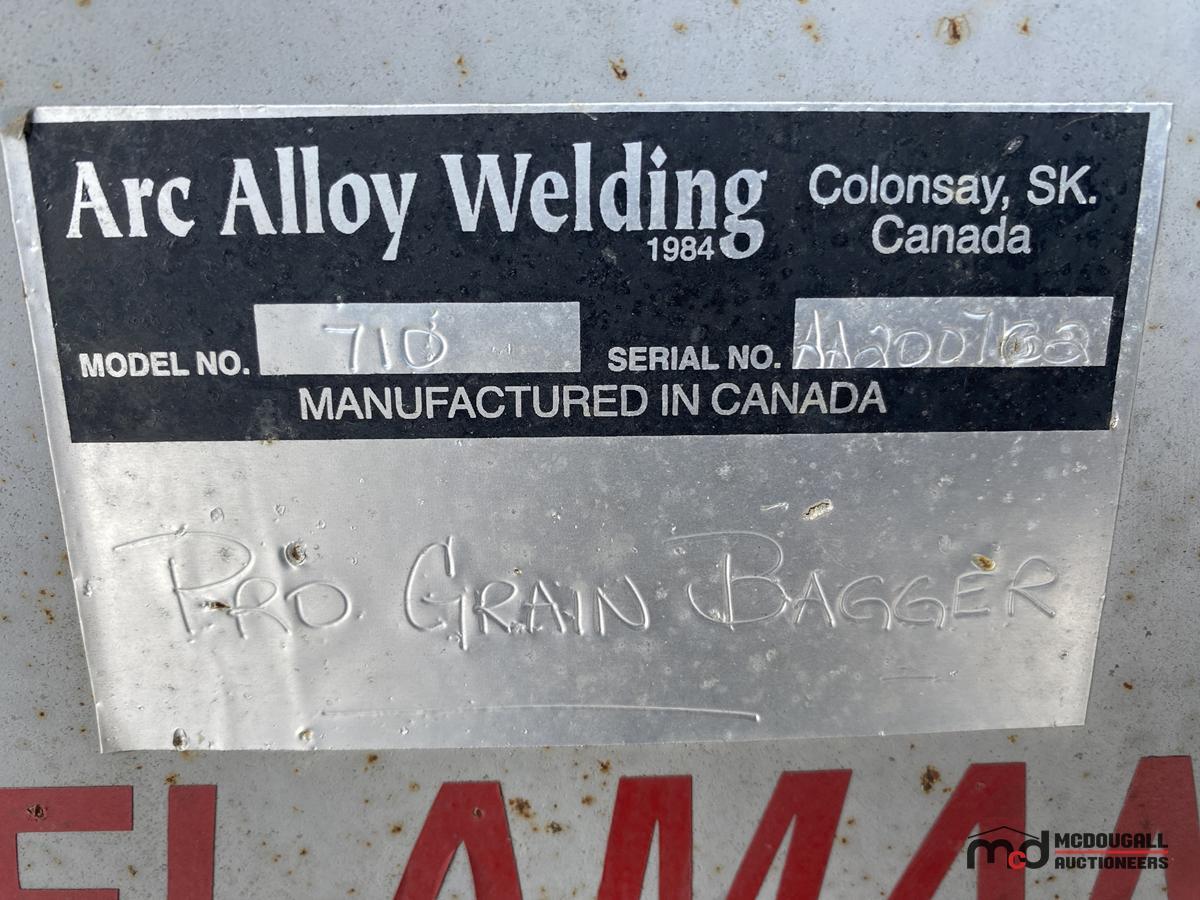 Arc Alloy Welding
1984
Colonsay, SK.
Canada
MODEL NO. 710
SERIAL NO.
MANUFACTURED IN CANADA
PRO GRAIN BAGGER
MCDOUGALL
AUCTIONEERS